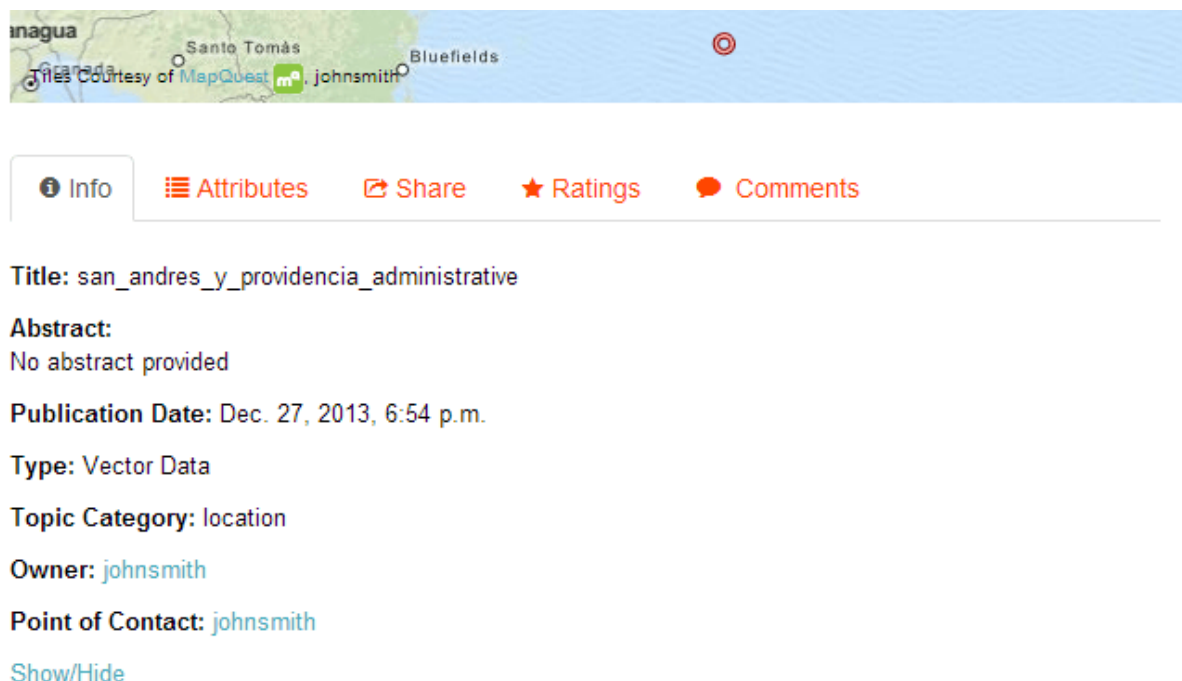 anagua
Santo Tomás
Bluefields
Granada
Tiles Courtesy of MapQuest mq, johnsmith
Info Attributes Share Ratings Comments
Title: san_andres_y_providencia_administrative
Abstract:
No abstract provided
Publication Date: Dec. 27, 2013, 6:54 p.m.
Type: Vector Data
Topic Category: location
Owner: johnsmith
Point of Contact: johnsmith
Show/Hide